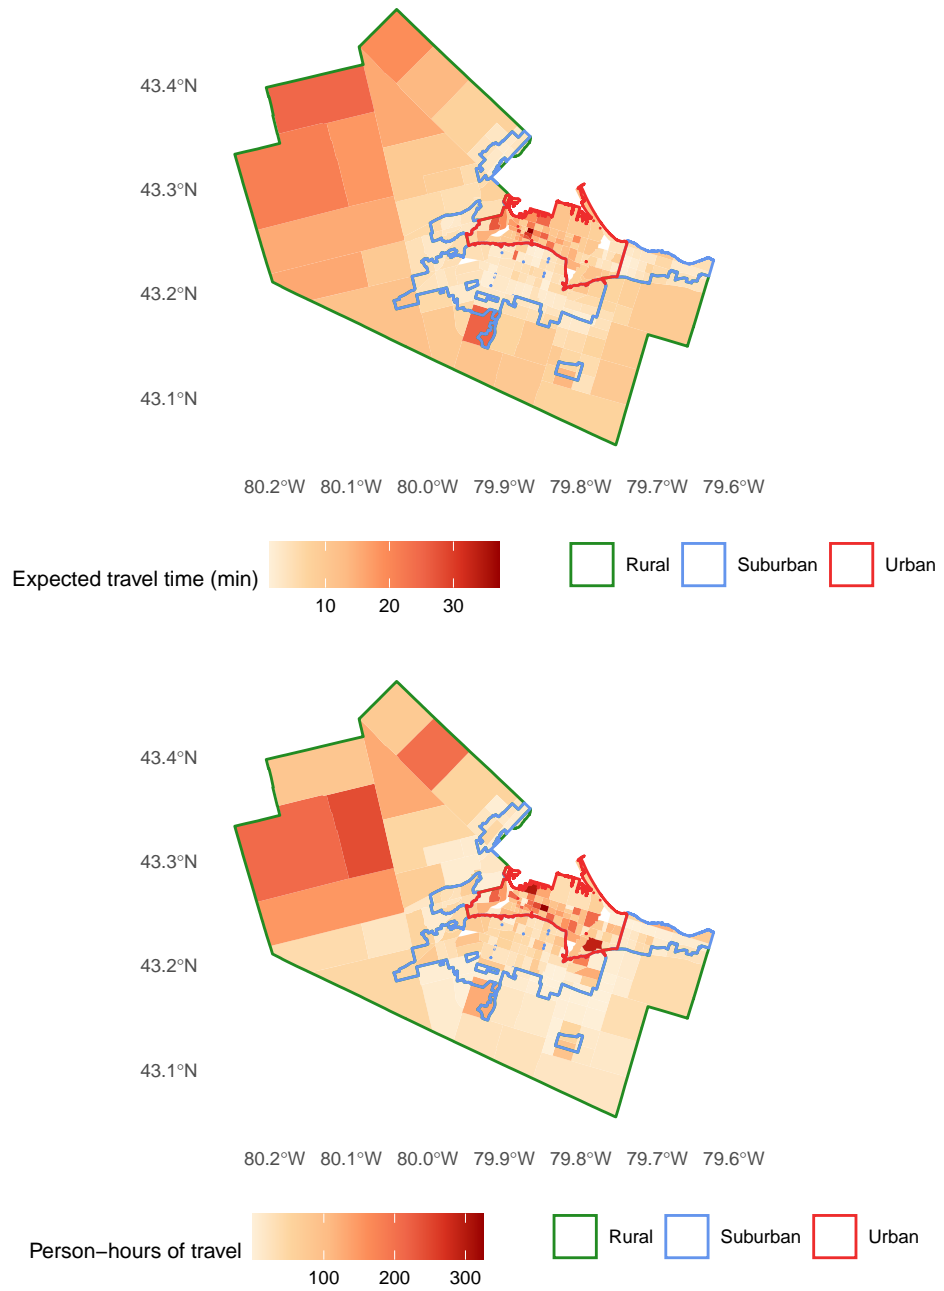 43.4°N
43.3°N
43.2°N
43.1°N
80.2°W 80.1°W 80.0°W 79.9°W 79.8°W 79.7°W 79.6°W
Expected travel time (min)
10 20 30
Rural Suburban Urban
43.4°N
43.3°N
43.2°N
43.1°N
80.2°W 80.1°W 80.0°W 79.9°W 79.8°W 79.7°W 79.6°W
Person−hours of travel
100 200 300
Rural Suburban Urban